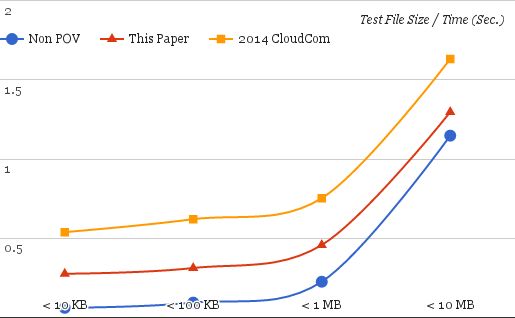 2
Test File Size / Time (Sec.)
Non POV This Paper 2014 CloudCom
1.5
1
0.5
< 10 KB < 100 KB < 1 MB < 10 MB